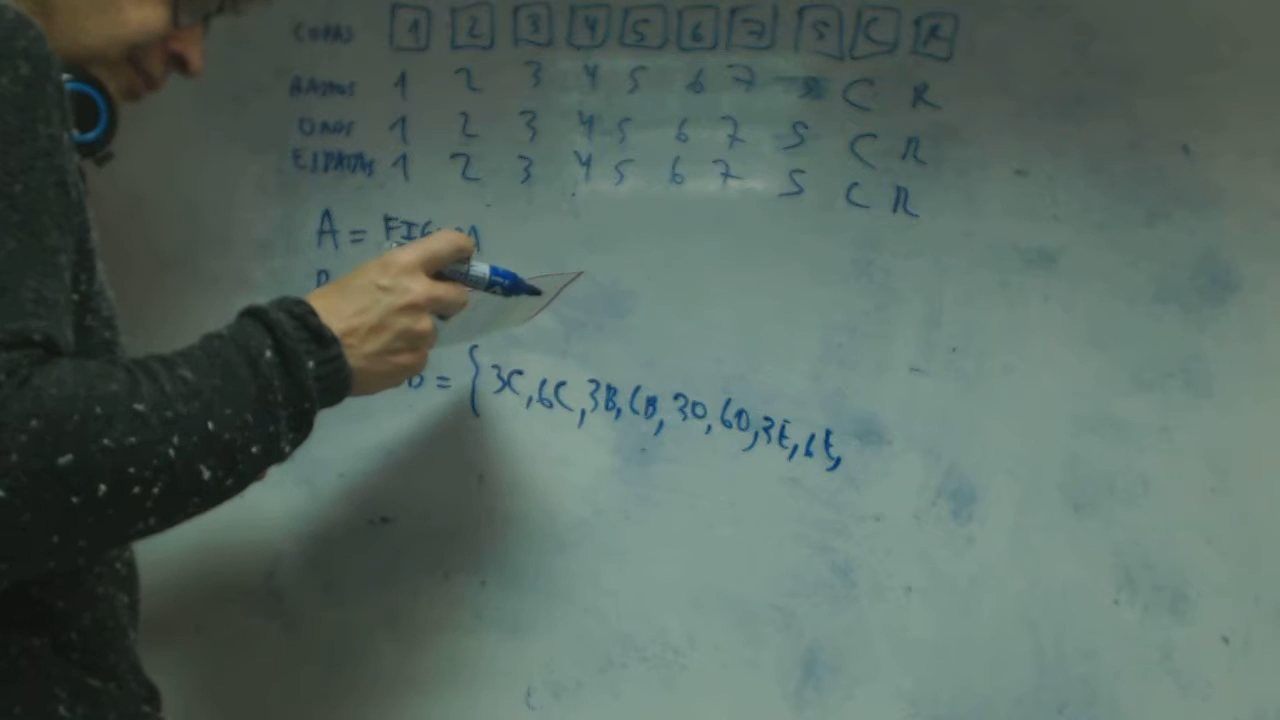 COPAS 1 2 3 4 5 6 7 S C R
BASTOS 1 2 3 4 5 6 7 S C R
OROS 1 2 3 4 5 6 7 S C R
ESPADAS 1 2 3 4 5 6 7 S C R
A = FIGURA
B = {3C, 6C, 3B, 6B, 3O, 6O, 3E, 6E,